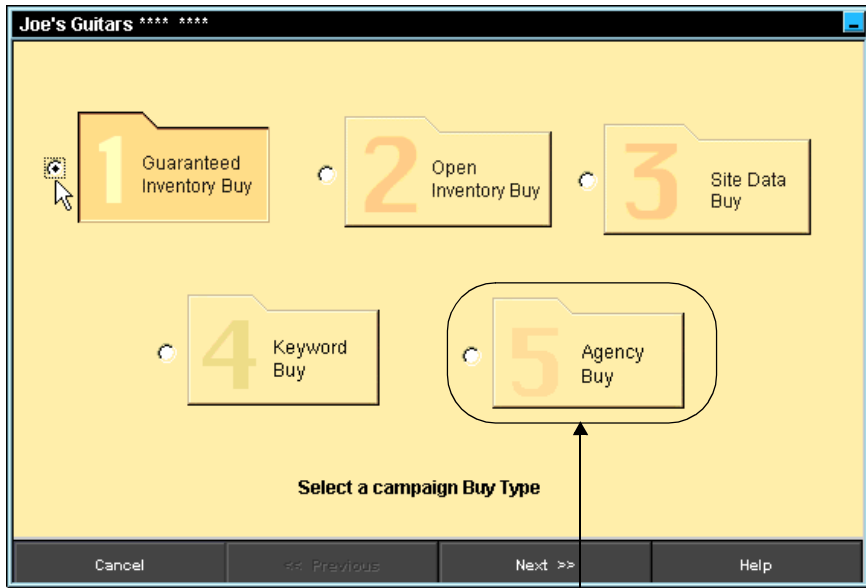 Joe's Guitars **** ****
1 Guaranteed
Inventory Buy
2 Open
Inventory Buy
3 Site Data
Buy
4 Keyword
Buy
5 Agency
Buy
Select a campaign Buy Type
Cancel << Previous Next >> Help